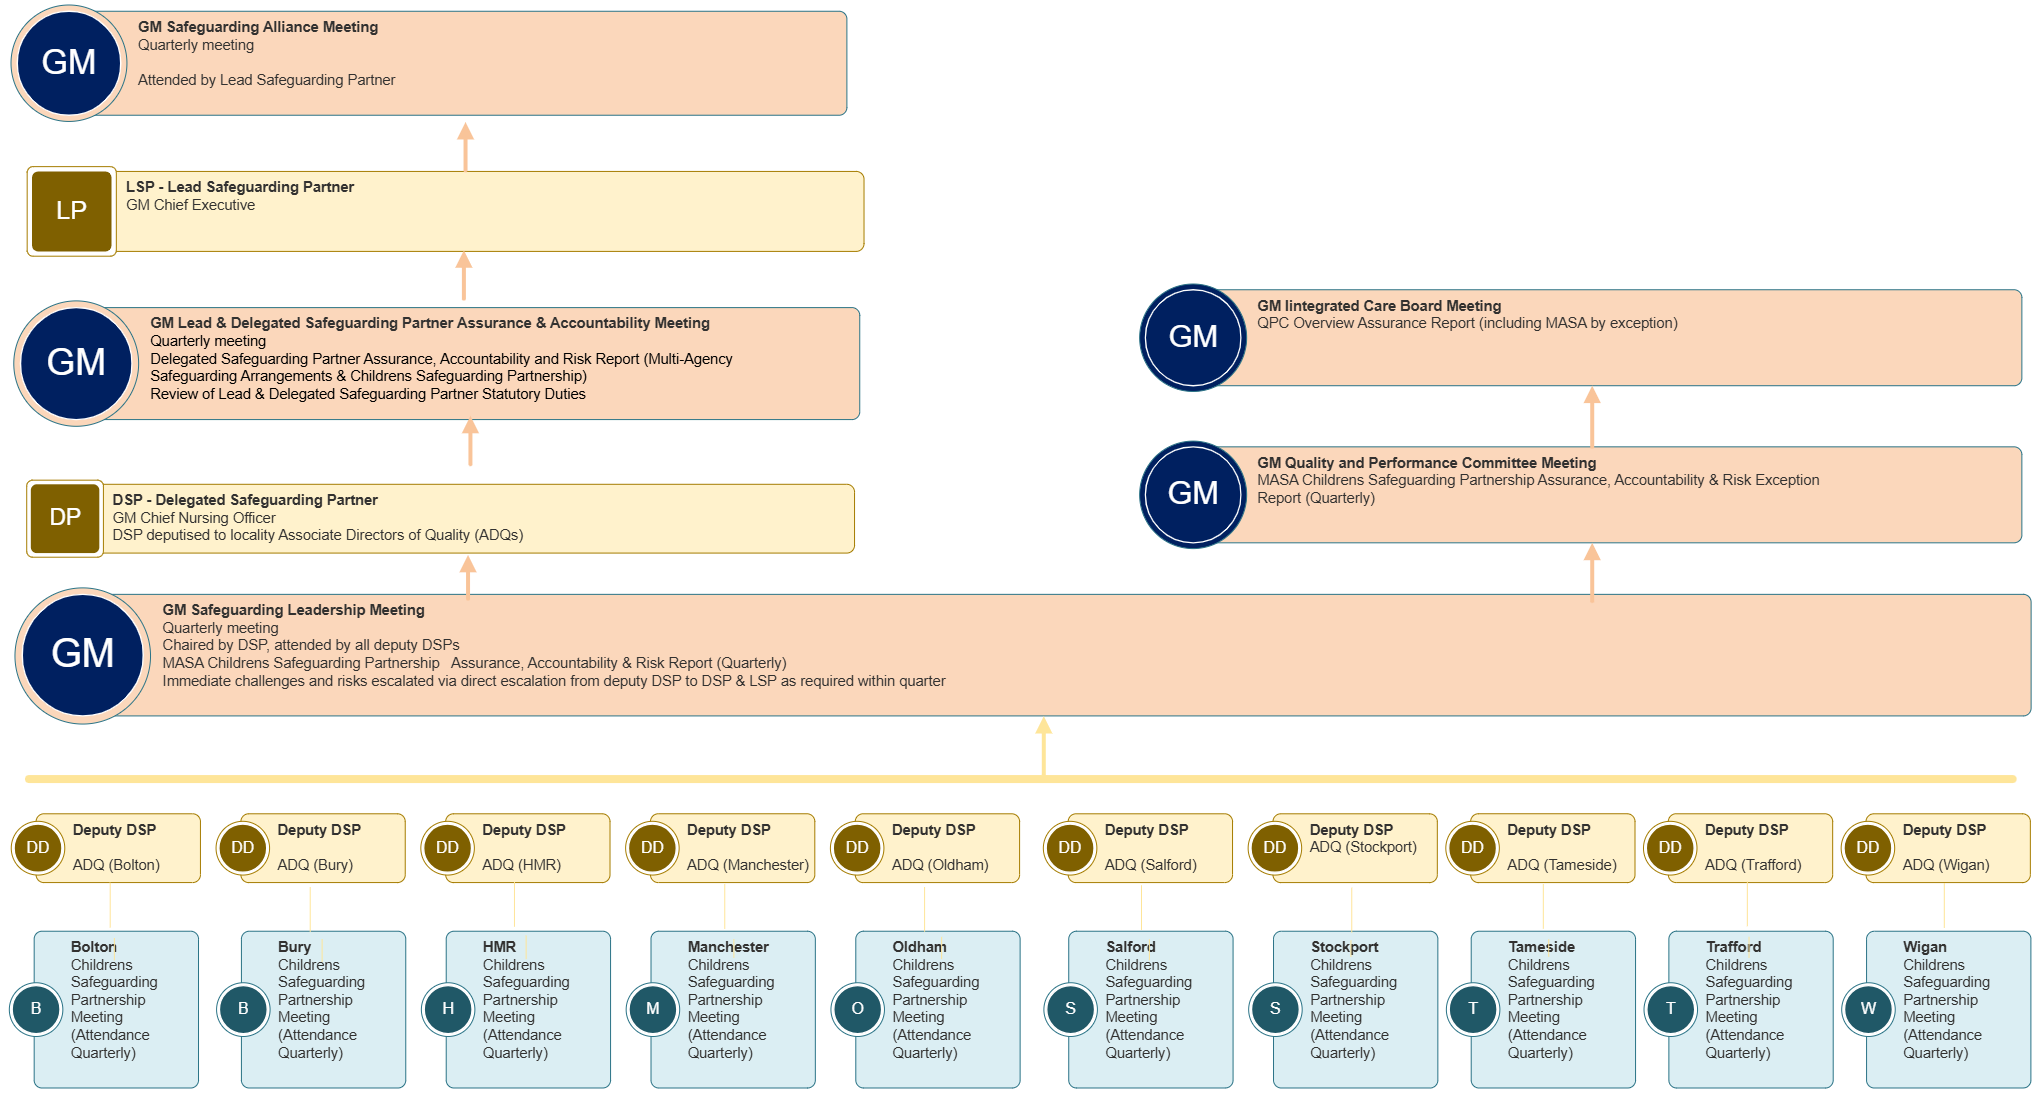 GM
GM Safeguarding Alliance Meeting
Quarterly meeting
Attended by Lead Safeguarding Partner
LP
LSP - Lead Safeguarding Partner
GM Chief Executive
GM
GM Lead & Delegated Safeguarding Partner Assurance & Accountability Meeting
Quarterly meeting
Delegated Safeguarding Partner Assurance, Accountability and Risk Report (Multi-Agency
Safeguarding Arrangements & Childrens Safeguarding Partnership)
Review of Lead & Delegated Safeguarding Partner Statutory Duties
GM
GM Iintegrated Care Board Meeting
QPC Overview Assurance Report (including MASA by exception)
GM
GM Quality and Performance Committee Meeting
MASA Childrens Safeguarding Partnership Assurance, Accountability & Risk Exception
Report (Quarterly)
DP
DSP - Delegated Safeguarding Partner
GM Chief Nursing Officer
DSP deputised to locality Associate Directors of Quality (ADQs)
GM
GM Safeguarding Leadership Meeting
Quarterly meeting
Chaired by DSP, attended by all deputy DSPs
MASA Childrens Safeguarding Partnership Assurance, Accountability & Risk Report (Quarterly)
Immediate challenges and risks escalated via direct escalation from deputy DSP to DSP & LSP as required within quarter
DD
Deputy DSP
ADQ (Bolton)
DD
Deputy DSP
ADQ (Bury)
DD
Deputy DSP
ADQ (HMR)
DD
Deputy DSP
ADQ (Manchester)
DD
Deputy DSP
ADQ (Oldham)
DD
Deputy DSP
ADQ (Salford)
DD
Deputy DSP
ADQ (Stockport)
DD
Deputy DSP
ADQ (Tameside)
DD
Deputy DSP
ADQ (Trafford)
DD
Deputy DSP
ADQ (Wigan)
B
Bolton
Childrens
Safeguarding
Partnership
Meeting
(Attendance
Quarterly)
B
Bury
Childrens
Safeguarding
Partnership
Meeting
(Attendance
Quarterly)
H
HMR
Childrens
Safeguarding
Partnership
Meeting
(Attendance
Quarterly)
M
Manchester
Childrens
Safeguarding
Partnership
Meeting
(Attendance
Quarterly)
O
Oldham
Childrens
Safeguarding
Partnership
Meeting
(Attendance
Quarterly)
S
Salford
Childrens
Safeguarding
Partnership
Meeting
(Attendance
Quarterly)
S
Stockport
Childrens
Safeguarding
Partnership
Meeting
(Attendance
Quarterly)
T
Tameside
Childrens
Safeguarding
Partnership
Meeting
(Attendance
Quarterly)
T
Trafford
Childrens
Safeguarding
Partnership
Meeting
(Attendance
Quarterly)
W
Wigan
Childrens
Safeguarding
Partnership
Meeting
(Attendance
Quarterly)